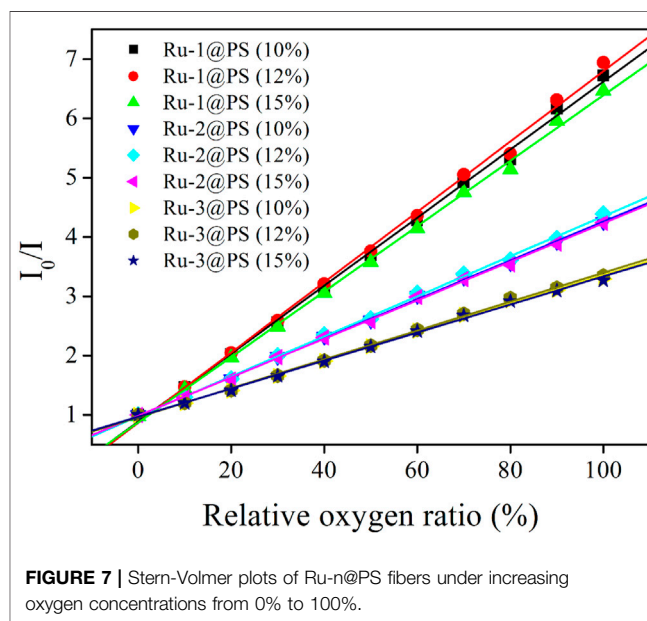 7
6
5
4
3
2
1
I₀/I
Ru-1@PS (10%)
Ru-1@PS (12%)
Ru-1@PS (15%)
Ru-2@PS (10%)
Ru-2@PS (12%)
Ru-2@PS (15%)
Ru-3@PS (10%)
Ru-3@PS (12%)
Ru-3@PS (15%)
0 20 40 60 80 100
Relative oxygen ratio (%)
FIGURE 7 | Stern-Volmer plots of Ru-n@PS fibers under increasing
oxygen concentrations from 0% to 100%.